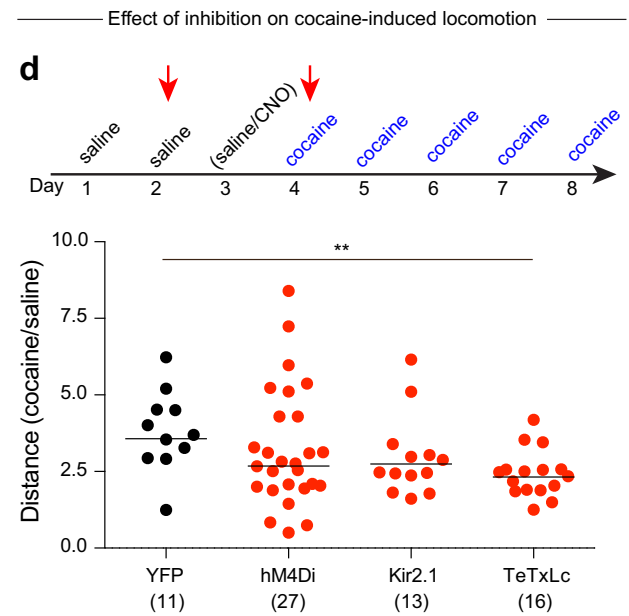 Effect of inhibition on cocaine-induced locomotion
d
saline saline (saline/CNO) cocaine cocaine cocaine cocaine cocaine
Day 1 2 3 4 5 6 7 8
10.0
**
7.5
5.0
2.5
0.0
Distance (cocaine/saline)
YFP hM4Di Kir2.1 TeTxLc
(11) (27) (13) (16)